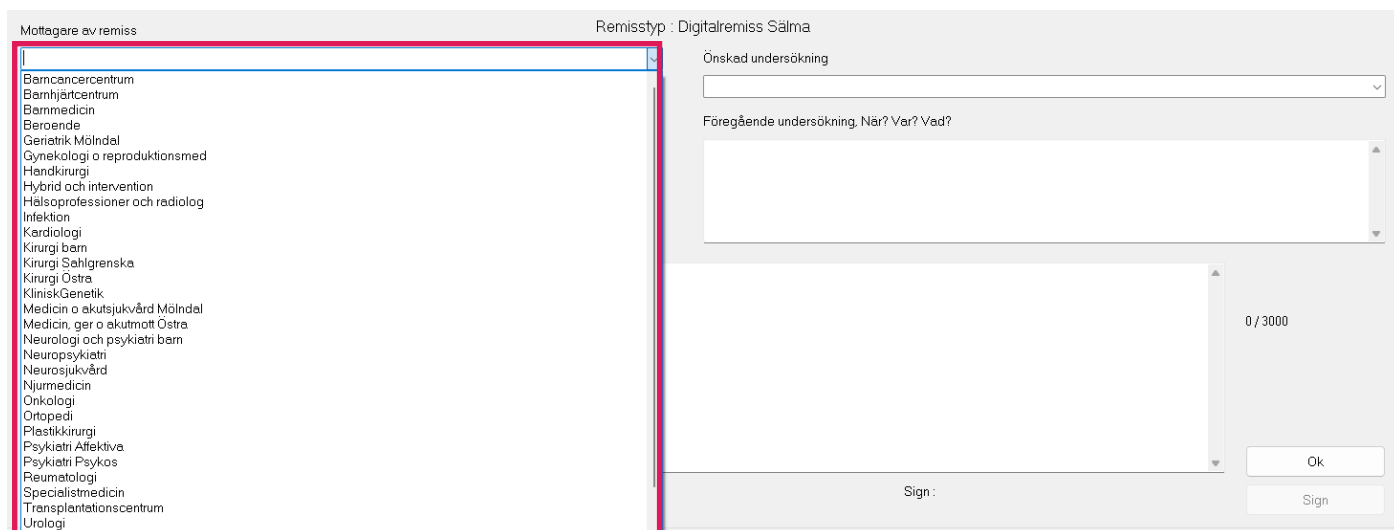 Remisstyp : Digitalremiss Sälma
Mottagare av remiss
Barncancercentrum
Barnhjärtcentrum
Barnmedicin
Beroende
Geriatrik Mölndal
Gynekologi o reproduktionsmed
Handkirurgi
Hybrid och intervention
Hälsoprofessioner och radiolog
Infektion
Kardiologi
Kirurgi barn
Kirurgi Sahlgrenska
Kirurgi Östra
KliniskGenetik
Medicin o akutsjukvård Mölndal
Medicin, ger o akutmott Östra
Neurologi och psykiatri barn
Neuropsykiatri
Neurosjukvård
Njurmedicin
Onkologi
Ortopedi
Plastikkirurgi
Psykiatri Affektiva
Psykiatri Psykos
Reumatologi
Specialistmedicin
Transplantationscentrum
Urologi
Önskad undersökning
Föregående undersökning, När? Var? Vad?
0 / 3000
Ok
Sign :
Sign